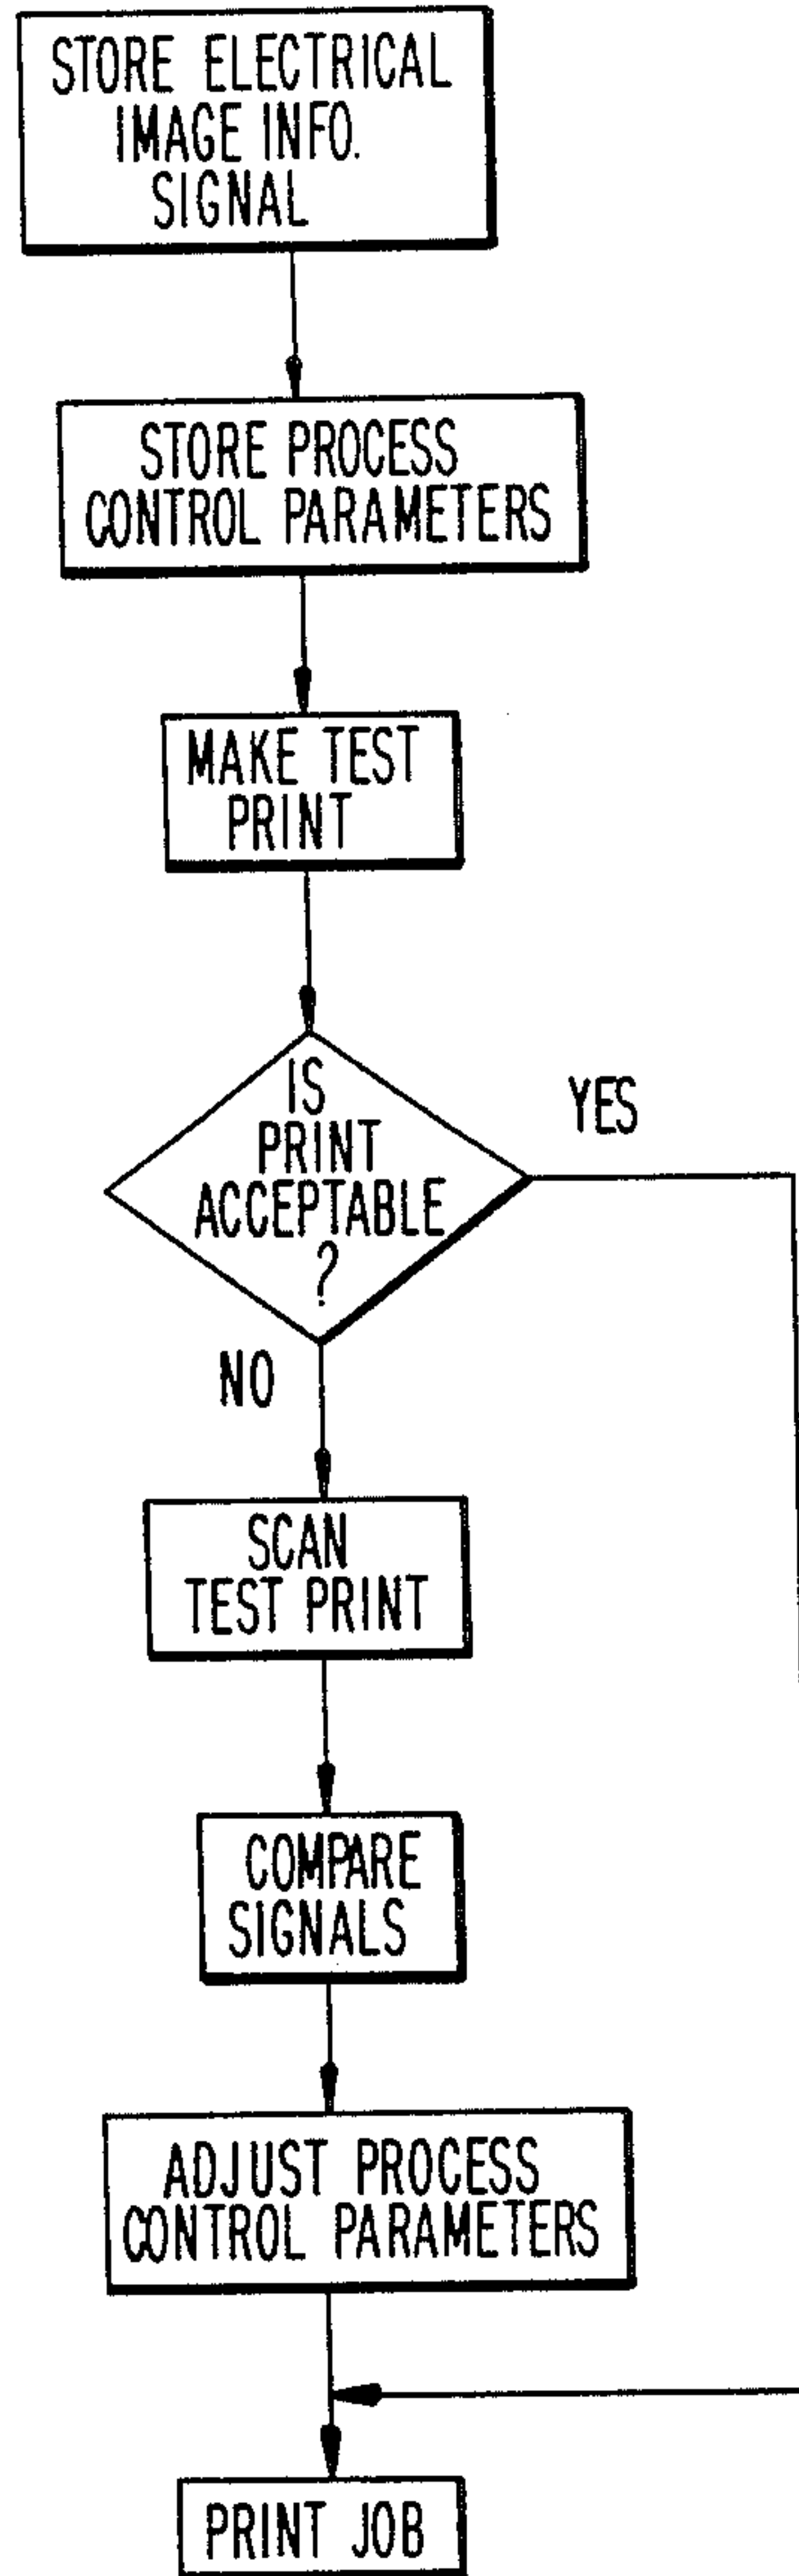 STORE ELECTRICAL
IMAGE INFO.
SIGNAL
STORE PROCESS
CONTROL PARAMETERS
MAKE TEST
PRINT
IS
PRINT
ACCEPTABLE
?
YES
NO
SCAN
TEST PRINT
COMPARE
SIGNALS
ADJUST PROCESS
CONTROL PARAMETERS
PRINT JOB